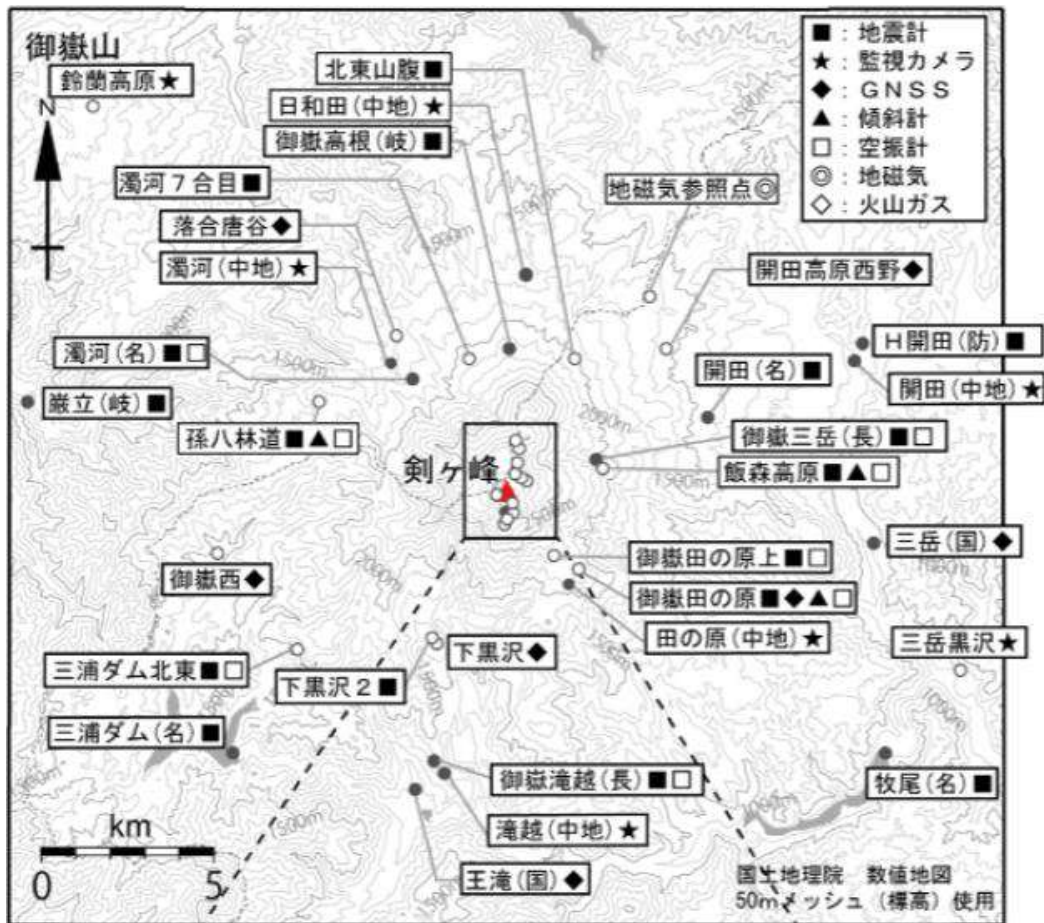 御嶽山
鈴蘭高原★
N
北東山腹■
日和田(中地)★
御嶽高根(岐)■
濁河7合目■
落合唐谷◆
濁河(中地)★
濁河(名)■□
巌立(岐)■
孫八林道■▲□
剣ヶ峰
地磁気参照点◎
開田高原西野◆
H開田(防)■
開田(中地)★
開田(名)■
御嶽三岳(長)■□
飯森高原■▲□
三岳(国)◆
御嶽田の原上■□
御嶽田の原■◆▲□
田の原(中地)★
三岳黒沢★
御嶽西◆
三浦ダム北東■□
下黒沢◆
下黒沢2■
三浦ダム(名)■
御嶽滝越(長)■□
滝越(中地)★
王滝(国)◆
牧尾(名)■
■:地震計
★:監視カメラ
◆:GNSS
▲:傾斜計
□:空振計
◎:地磁気
◇:火山ガス
1500m
1500m
2000m
1500m
2000m
1500m
1000m
km
0 5
国土地理院 数値地図
50mメッシュ(標高)使用